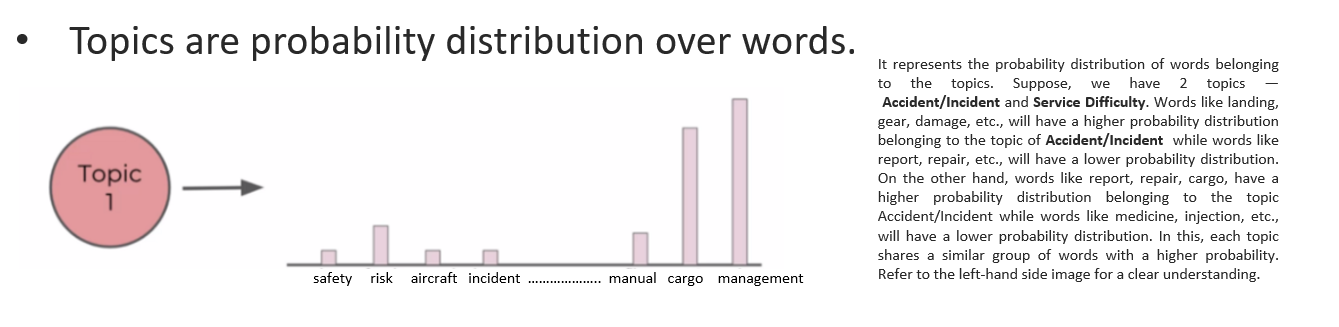 • Topics are probability distribution over words.
Topic
1
safety risk aircraft incident ................... manual cargo management
It represents the probability distribution of words belonging
to the topics. Suppose, we have 2 topics —
Accident/Incident and Service Difficulty. Words like landing,
gear, damage, etc., will have a higher probability distribution
belonging to the topic of Accident/Incident while words like
report, repair, etc., will have a lower probability distribution.
On the other hand, words like report, repair, cargo, have a
higher probability distribution belonging to the topic
Accident/Incident while words like medicine, injection, etc.,
will have a lower probability distribution. In this, each topic
shares a similar group of words with a higher probability.
Refer to the left-hand side image for a clear understanding.